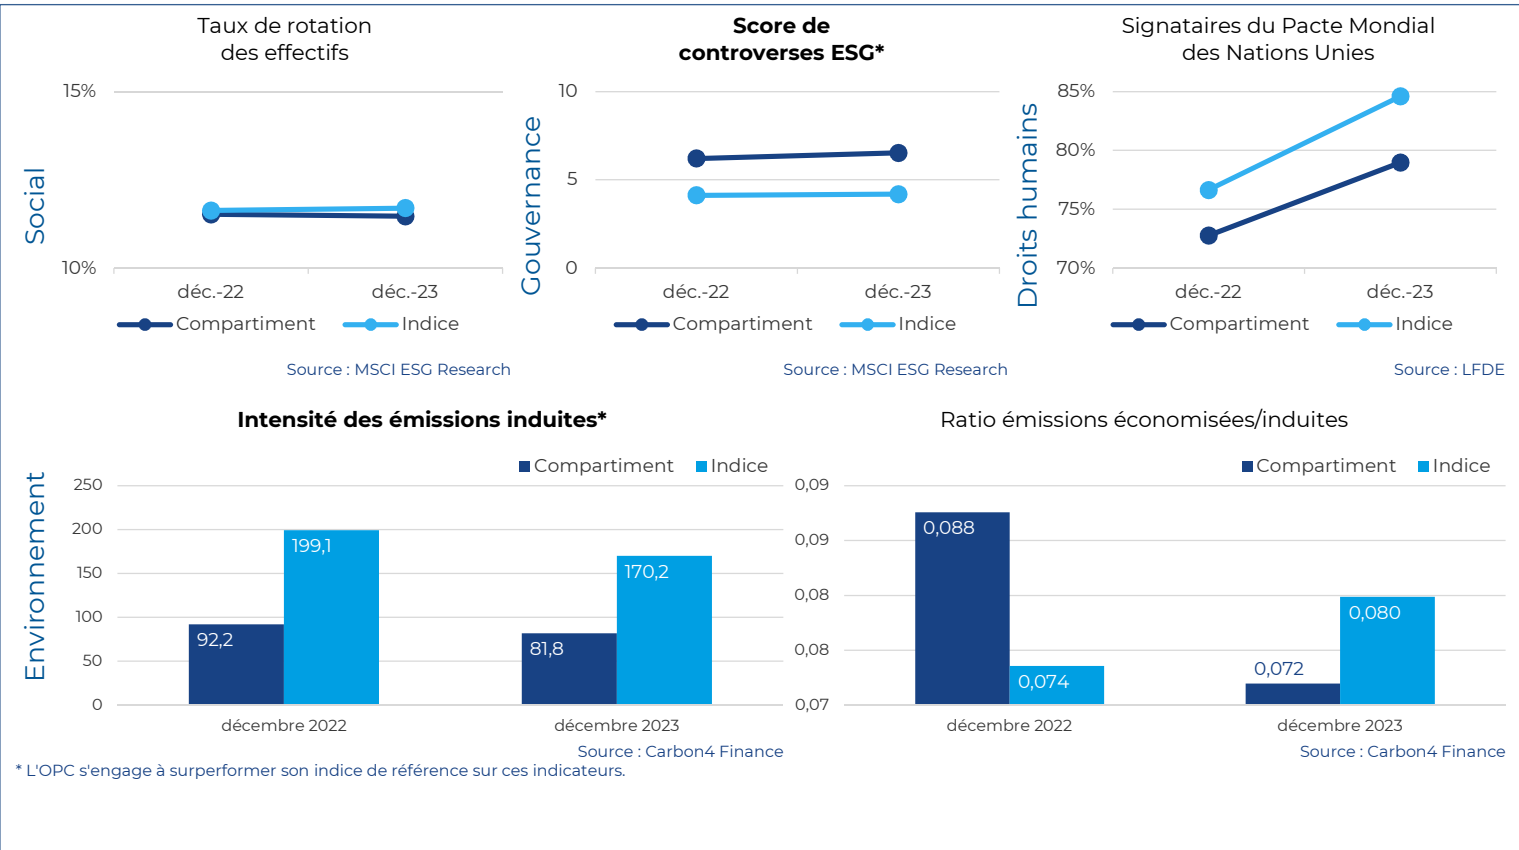 Taux de rotation
des effectifs
15%
10%
Social
déc.-22
déc.-23
Compartiment
Indice
Source : MSCI ESG Research
Score de
controverses ESG*
10
5
0
Gouvernance
déc.-22
déc.-23
Compartiment
Indice
Source : MSCI ESG Research
Signataires du Pacte Mondial
des Nations Unies
85%
80%
75%
70%
Droits humains
déc.-22
déc.-23
Compartiment
Indice
Source : LFDE
Intensité des émissions induites*
Compartiment
Indice
Environnement
250
200
150
100
50
0
92,2
199,1
81,8
170,2
décembre 2022
décembre 2023
Source : Carbon4 Finance
Ratio émissions économisées/induites
Compartiment
Indice
0,09
0,09
0,08
0,08
0,07
0,088
0,074
0,072
0,080
décembre 2022
décembre 2023
Source : Carbon4 Finance
* L'OPC s'engage à surperformer son indice de référence sur ces indicateurs.